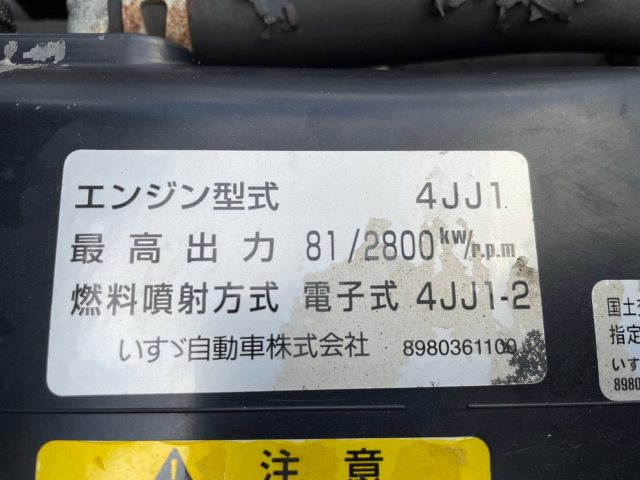 エンジン型式 4JJ1
最高出力 81/2800kW/r.p.m
燃料噴射方式 電子式 4JJ1-2
いすゞ自動車株式会社 8980361100
国土
指定
いす
8980
注意